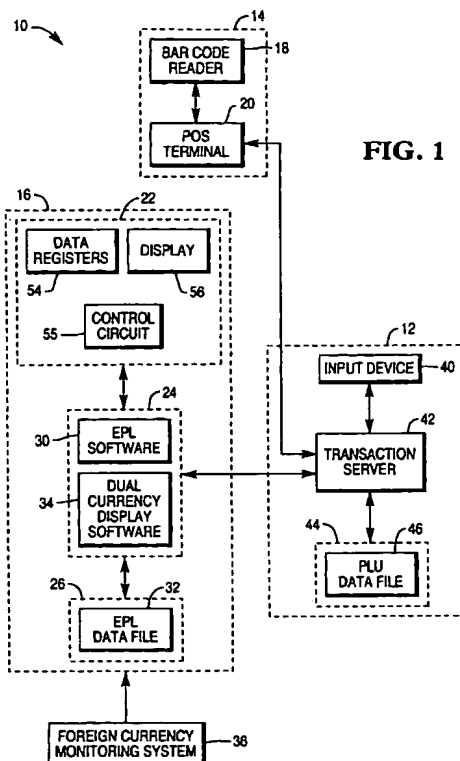 10
14
BAR CODE
READER
18
20
POS
TERMINAL
FIG. 1
16
22
DATA
REGISTERS
54
DISPLAY
56
CONTROL
CIRCUIT
55
12
INPUT DEVICE
40
24
30
EPL
SOFTWARE
42
TRANSACTION
SERVER
34
DUAL
CURRENCY
DISPLAY
SOFTWARE
44
46
PLU
DATA FILE
26
32
EPL
DATA FILE
FOREIGN CURRENCY
MONITORING SYSTEM
36